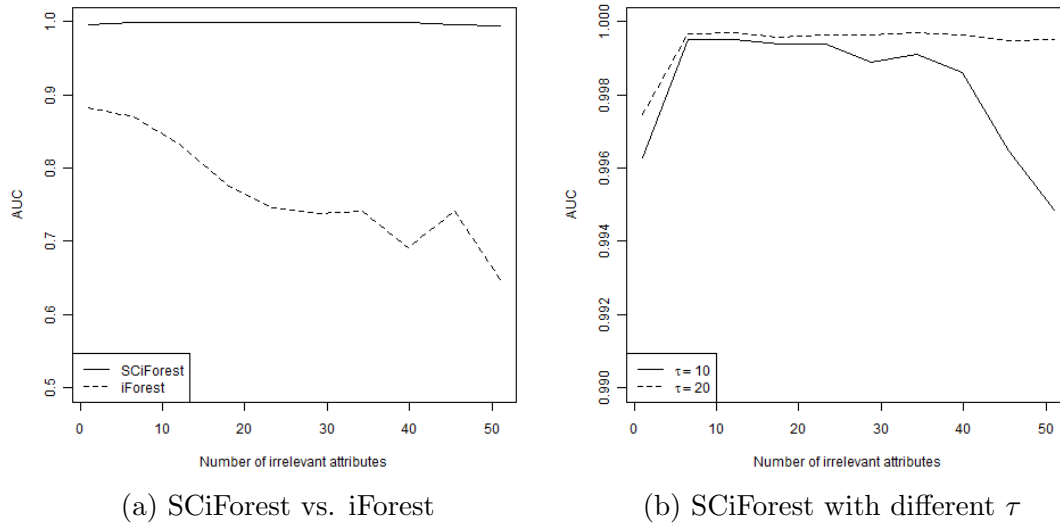 1.0
0.9
0.8
0.7
0.6
0.5
AUC
SCiForest
iForest
0 10 20 30 40 50
Number of irrelevant attributes
(a) SCiForest vs. iForest
1.000
0.998
0.996
0.994
0.992
0.990
AUC
τ = 10
τ = 20
0 10 20 30 40 50
Number of irrelevant attributes
(b) SCiForest with different τ